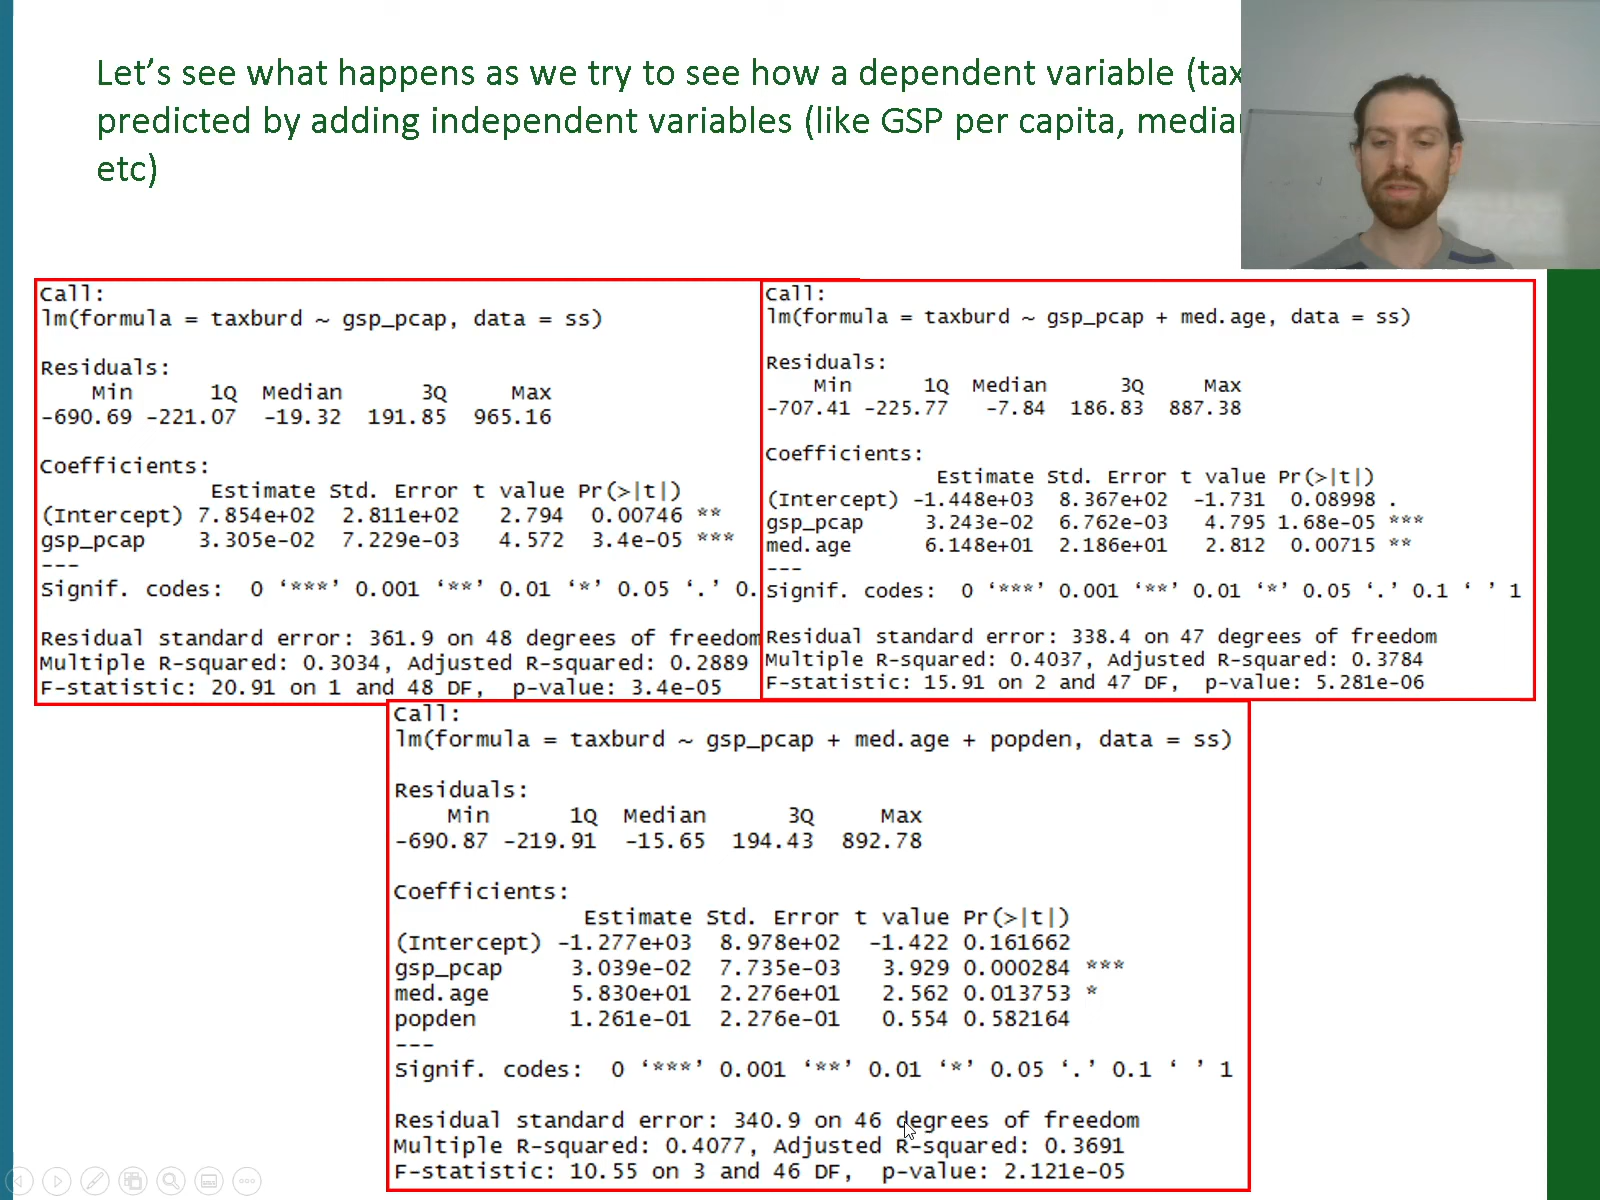 Let’s see what happens as we try to see how a dependent variable (tax
predicted by adding independent variables (like GSP per capita, media
etc)
Call:
lm(formula = taxburd ~ gsp_pcap, data = ss)
Residuals:
Min 1Q Median 3Q Max
-690.69 -221.07 -19.32 191.85 965.16
Coefficients:
Estimate Std. Error t value Pr(>|t|)
(Intercept) 7.854e+02 2.811e+02 2.794 0.00746 **
gsp_pcap 3.305e-02 7.229e-03 4.572 3.4e-05 ***
---
Signif. codes: 0 ‘***’ 0.001 ‘**’ 0.01 ‘*’ 0.05 ‘.’ 0.
Residual standard error: 361.9 on 48 degrees of freedom
Multiple R-squared: 0.3034, Adjusted R-squared: 0.2889
F-statistic: 20.91 on 1 and 48 DF, p-value: 3.4e-05
Call:
lm(formula = taxburd ~ gsp_pcap + med.age, data = ss)
Residuals:
Min 1Q Median 3Q Max
-707.41 -225.77 -7.84 186.83 887.38
Coefficients:
Estimate Std. Error t value Pr(>|t|)
(Intercept) -1.448e+03 8.367e+02 -1.731 0.08998 .
gsp_pcap 3.243e-02 6.762e-03 4.795 1.68e-05 ***
med.age 6.148e+01 2.186e+01 2.812 0.00715 **
---
Signif. codes: 0 ‘***’ 0.001 ‘**’ 0.01 ‘*’ 0.05 ‘.’ 0.1 ‘ ’ 1
Residual standard error: 338.4 on 47 degrees of freedom
Multiple R-squared: 0.4037, Adjusted R-squared: 0.3784
F-statistic: 15.91 on 2 and 47 DF, p-value: 5.281e-06
Call:
lm(formula = taxburd ~ gsp_pcap + med.age + popden, data = ss)
Residuals:
Min 1Q Median 3Q Max
-690.87 -219.91 -15.65 194.43 892.78
Coefficients:
Estimate Std. Error t value Pr(>|t|)
(Intercept) -1.277e+03 8.978e+02 -1.422 0.161662
gsp_pcap 3.039e-02 7.735e-03 3.929 0.000284 ***
med.age 5.830e+01 2.276e+01 2.562 0.013753 *
popden 1.261e-01 2.276e-01 0.554 0.582164
---
Signif. codes: 0 ‘***’ 0.001 ‘**’ 0.01 ‘*’ 0.05 ‘.’ 0.1 ‘ ’ 1
Residual standard error: 340.9 on 46 degrees of freedom
Multiple R-squared: 0.4077, Adjusted R-squared: 0.3691
F-statistic: 10.55 on 3 and 46 DF, p-value: 2.121e-05